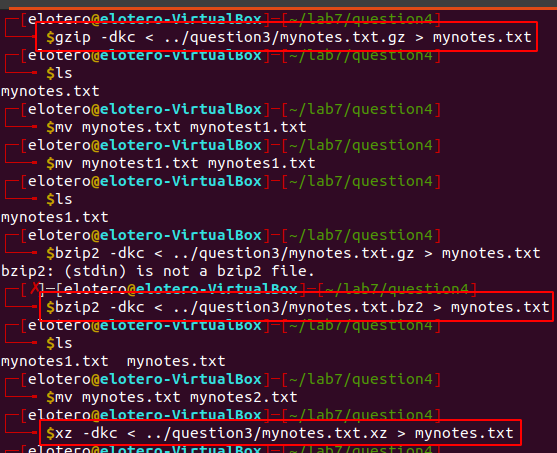 ┌─[elotero@elotero-VirtualBox]─[~/lab7/question4]
└──╼ $gzip -dkc < ../question3/mynotes.txt.gz > mynotes.txt
┌─[elotero@elotero-VirtualBox]─[~/lab7/question4]
└──╼ $ls
mynotes.txt
┌─[elotero@elotero-VirtualBox]─[~/lab7/question4]
└──╼ $mv mynotes.txt mynotest1.txt
┌─[elotero@elotero-VirtualBox]─[~/lab7/question4]
└──╼ $mv mynotest1.txt mynotes1.txt
┌─[elotero@elotero-VirtualBox]─[~/lab7/question4]
└──╼ $ls
mynotes1.txt
┌─[elotero@elotero-VirtualBox]─[~/lab7/question4]
└──╼ $bzip2 -dkc < ../question3/mynotes.txt.gz > mynotes.txt
bzip2: (stdin) is not a bzip2 file.
┌─[✗]─[elotero@elotero-VirtualBox]─[~/lab7/question4]
└──╼ $bzip2 -dkc < ../question3/mynotes.txt.bz2 > mynotes.txt
┌─[elotero@elotero-VirtualBox]─[~/lab7/question4]
└──╼ $ls
mynotes1.txt  mynotes.txt
┌─[elotero@elotero-VirtualBox]─[~/lab7/question4]
└──╼ $mv mynotes.txt mynotes2.txt
┌─[elotero@elotero-VirtualBox]─[~/lab7/question4]
└──╼ $xz -dkc < ../question3/mynotes.txt.xz > mynotes.txt
┌─[elotero@elotero-VirtualBox]─[~/lab7/question4]